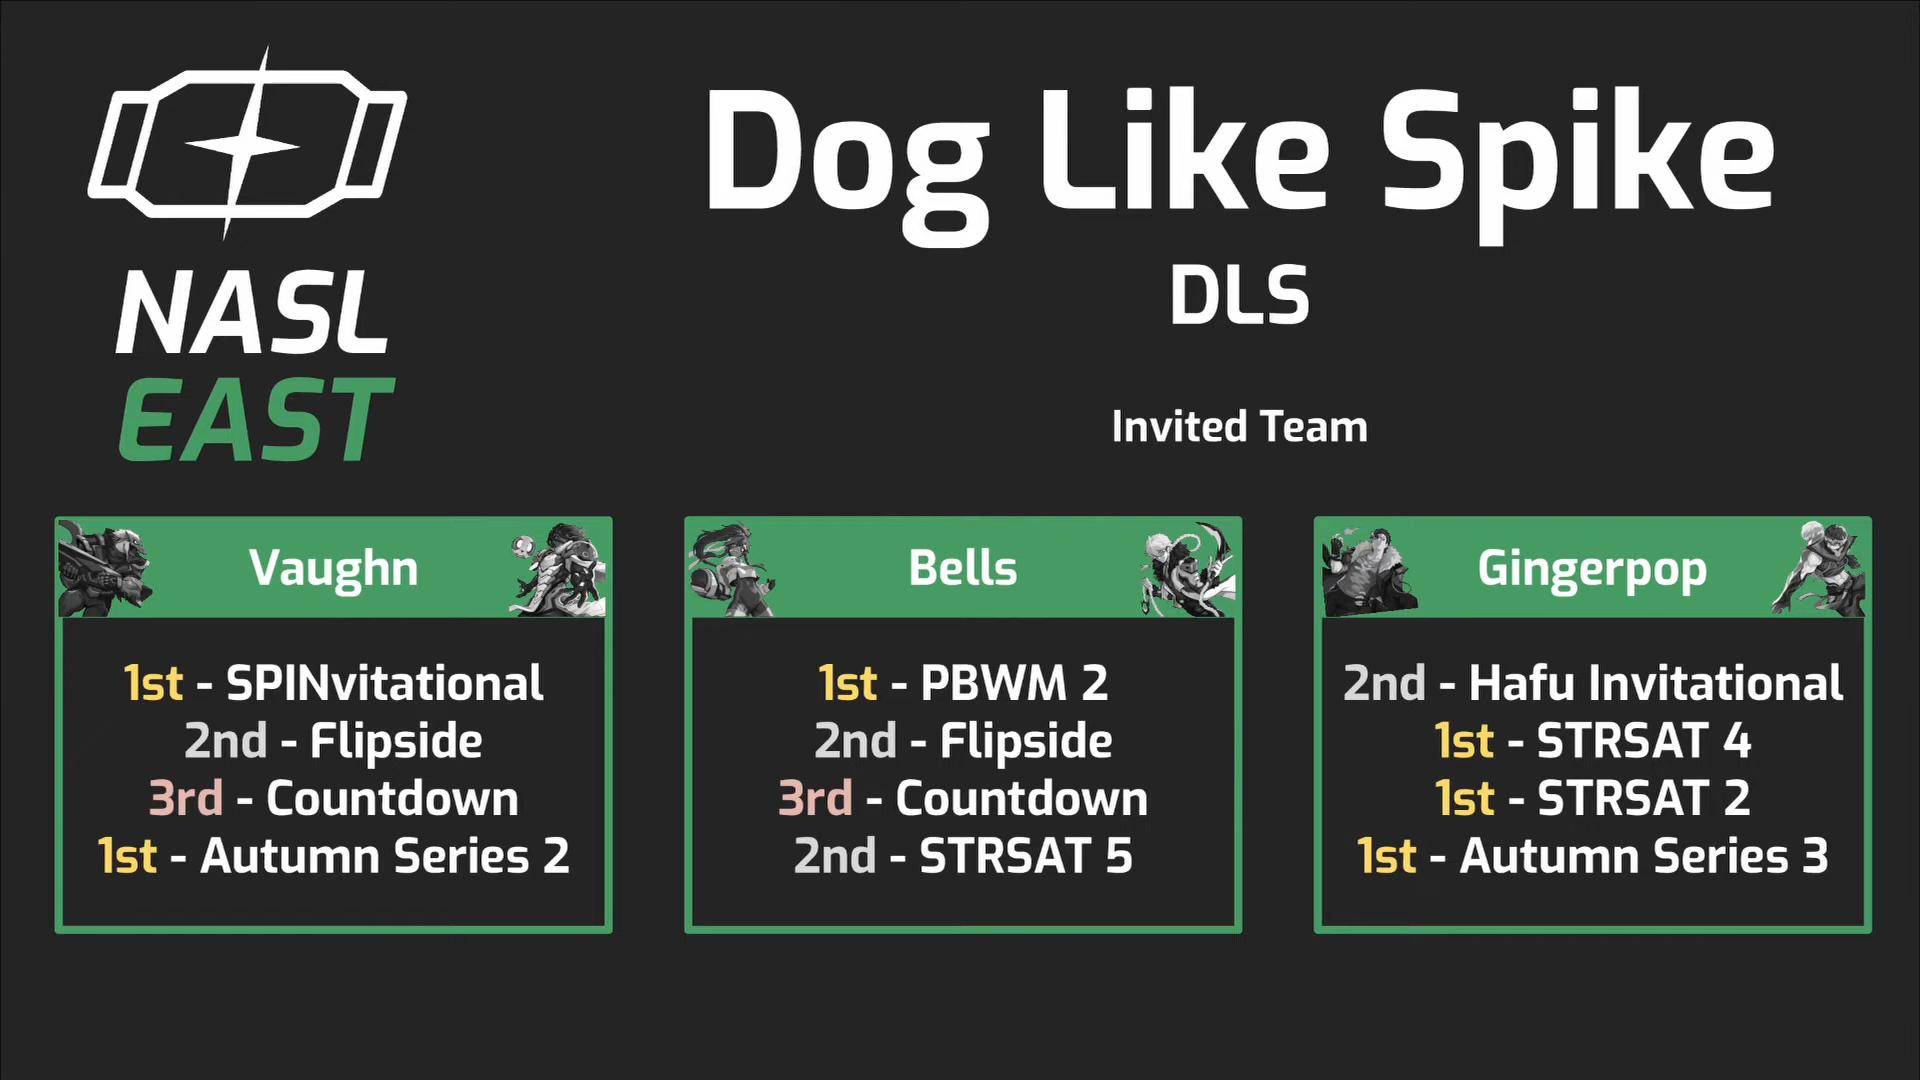 NASL
EAST
Dog Like Spike
DLS
Invited Team
Vaughn
1st - SPINvitational
2nd - Flipside
3rd - Countdown
1st - Autumn Series 2
Bells
1st - PBWM 2
2nd - Flipside
3rd - Countdown
2nd - STRSAT 5
Gingerpop
2nd - Hafu Invitational
1st - STRSAT 4
1st - STRSAT 2
1st - Autumn Series 3